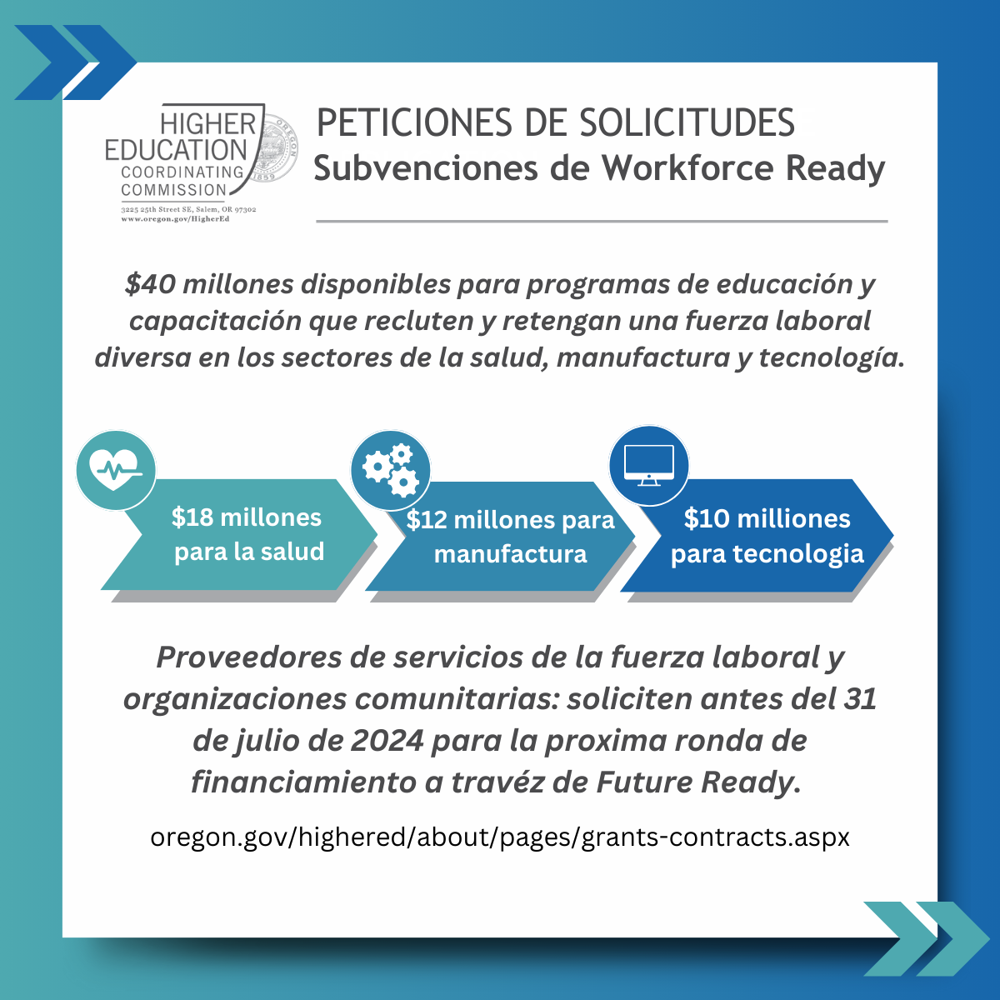 HIGHER
EDUCATION
COORDINATING
COMMISSION
OREGON
1859
3225 25th Street SE, Salem, OR 97302
www.oregon.gov/HigherEd
PETICIONES DE SOLICITUDES
Subvenciones de Workforce Ready
$40 millones disponibles para programas de educación y
capacitación que recluten y retengan una fuerza laboral
diversa en los sectores de la salud, manufactura y tecnología.
$18 millones
para la salud
$12 millones para
manufactura
$10 milliones
para tecnologia
Proveedores de servicios de la fuerza laboral y
organizaciones comunitarias: soliciten antes del 31
de julio de 2024 para la proxima ronda de
financiamiento a travéz de Future Ready.
oregon.gov/highered/about/pages/grants-contracts.aspx